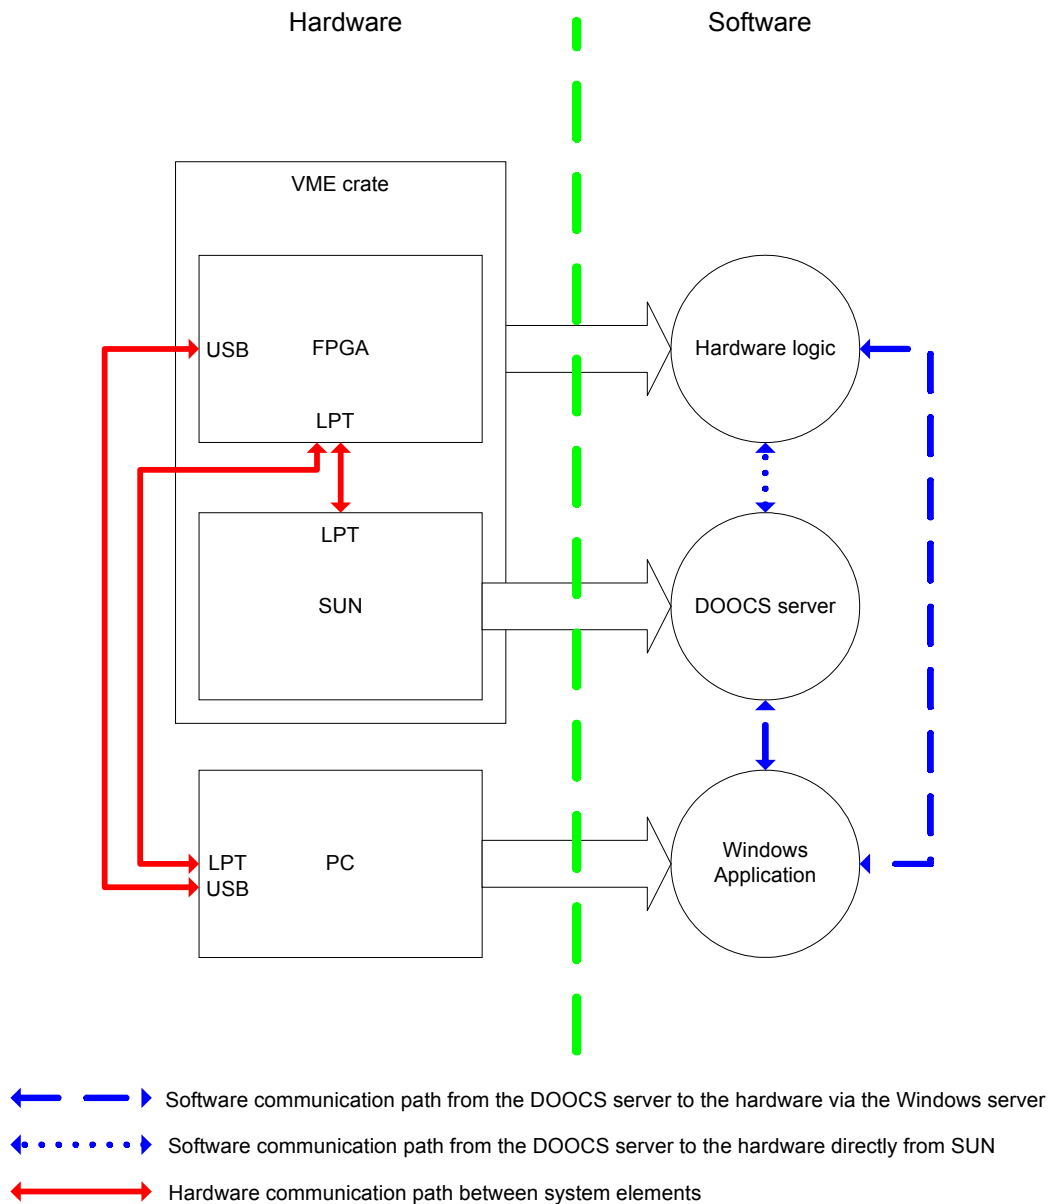 Hardware
Software
VME crate
USB
FPGA
LPT
Hardware logic
LPT
SUN
DOOCS server
LPT
USB
PC
Windows
Application
Software communication path from the DOOCS server to the hardware via the Windows server
Software communication path from the DOOCS server to the hardware directly from SUN
Hardware communication path between system elements